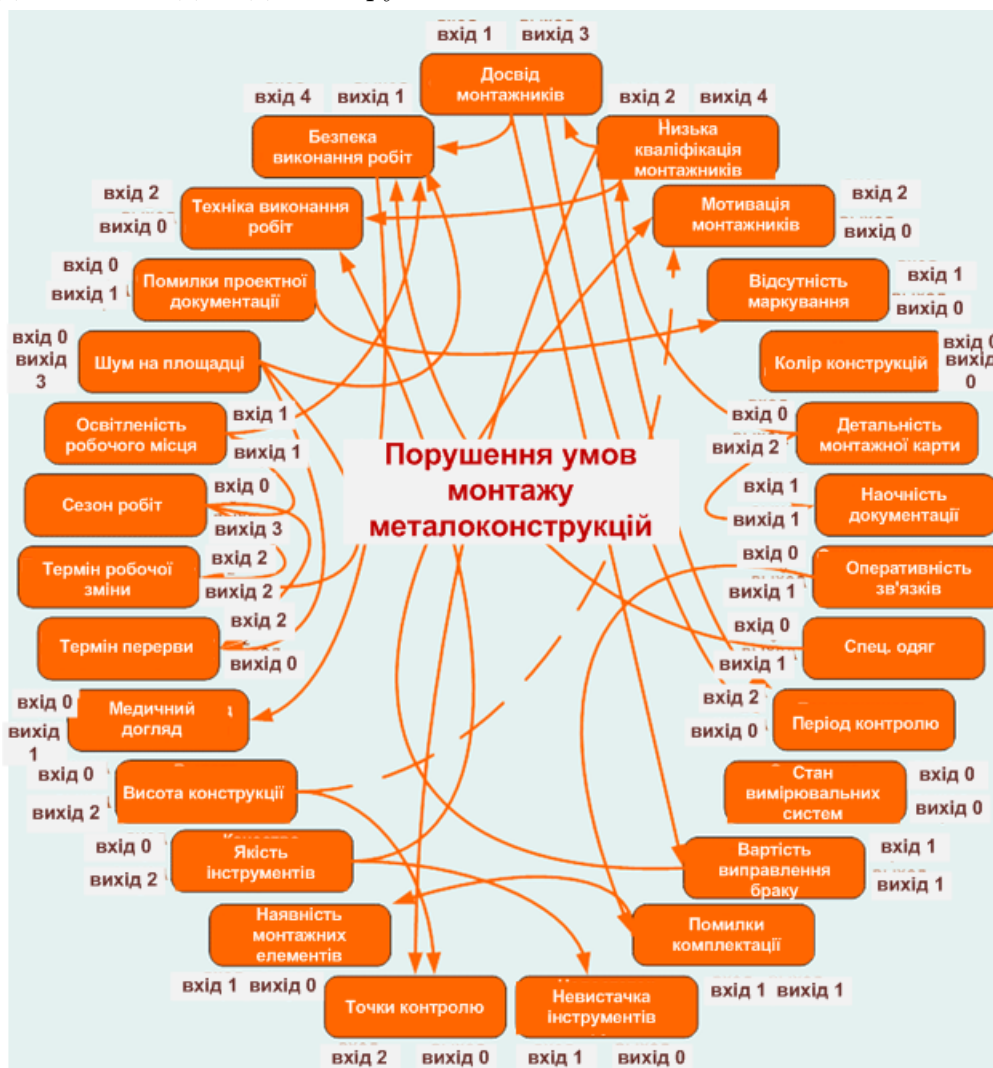 вхід 1 вихід 3
Досвід
монтажників
вхід 4 вихід 1
вхід 2 вихід 4
Безпека
виконання робіт
Низька
кваліфікація
монтажників
вхід 2
вихід 0
Техніка виконання
робіт
Мотивація
монтажників
вхід 2
вихід 0
вхід 0
вихід 1
Помилки проектної
документації
Відсутність
маркування
вхід 1
вихід 0
вхід 0
вихід
3
Шум на площадці
Колір конструкцій
вхід 0
вихід
0
Освітленість
робочого місця
вхід 1
вихід 1
вхід 0
вихід 2
Детальність
монтажної карти
Порушення умов
монтажу
металоконструкцій
Сезон робіт
вхід 0
вихід 3
вхід 1
вихід 1
Наочність
документації
Термін робочої
зміни
вхід 2
вихід 2
вхід 0
вихід 1
Оперативність
зв'язків
Термін перерви
вхід 2
вихід 0
вхід 0
вихід 1
Спец. одяг
вхід 0
вихід
1
Медичний
догляд
вхід 2
вихід 0
Період контролю
вхід 0
вихід 2
Висота конструкції
Стан
вимірювальних
систем
вхід 0
вихід 0
вхід 0
вихід 2
Якість
інструментів
Вартість
виправлення
браку
вхід 1
вихід 1
Наявність
монтажних
елементів
Помилки
комплектації
вхід 1 вихід 0
вхід 1 вихід 1
Точки контролю
Невистачка
інструментів
вхід 2 вихід 0
вхід 1 вихід 0